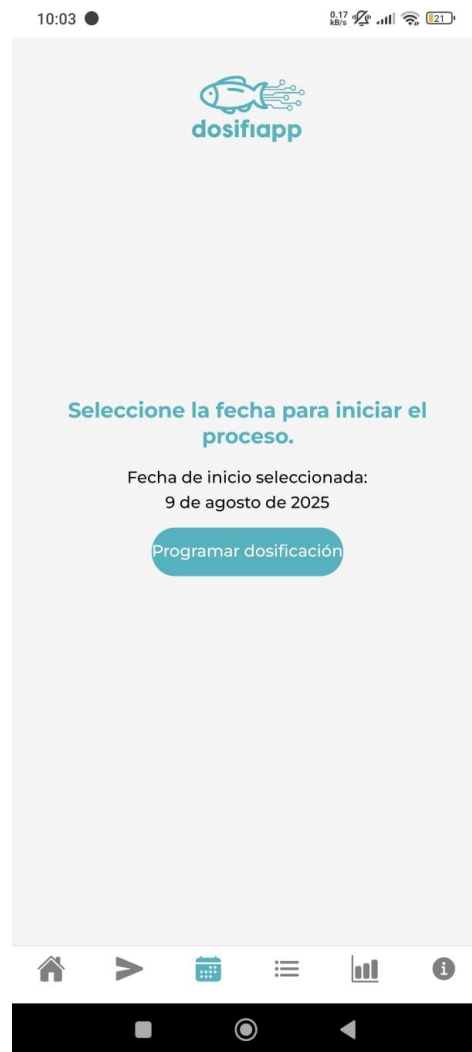 10:03
0.17
kB/s
21
dosifiapp
Seleccione la fecha para iniciar el
proceso.
Fecha de inicio seleccionada:
9 de agosto de 2025
Programar dosificación